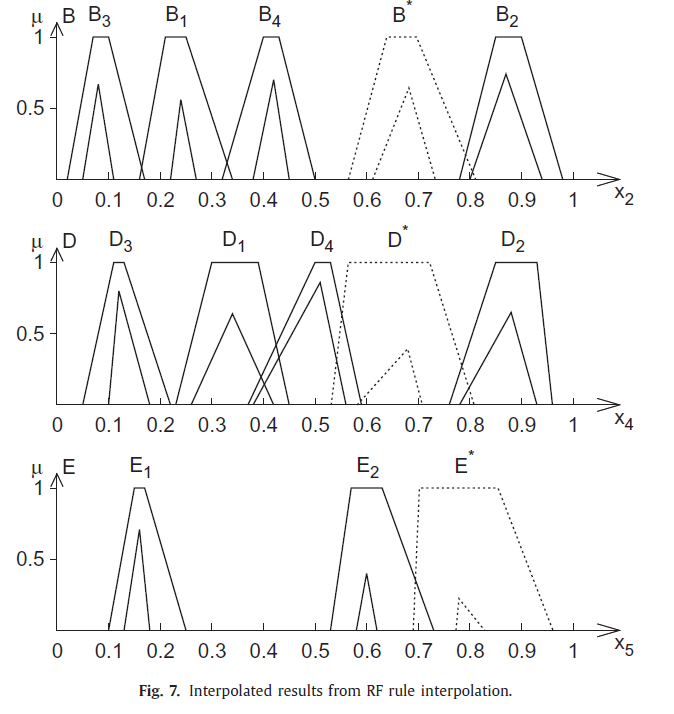 μ B B3 B1 B4 B* B2
1
0.5
0 0.1 0.2 0.3 0.4 0.5 0.6 0.7 0.8 0.9 1 x2
μ D D3 D1 D4 D* D2
1
0.5
0 0.1 0.2 0.3 0.4 0.5 0.6 0.7 0.8 0.9 1 x4
μ E E1 E2 E*
1
0.5
0 0.1 0.2 0.3 0.4 0.5 0.6 0.7 0.8 0.9 1 x5
Fig. 7. Interpolated results from RF rule interpolation.